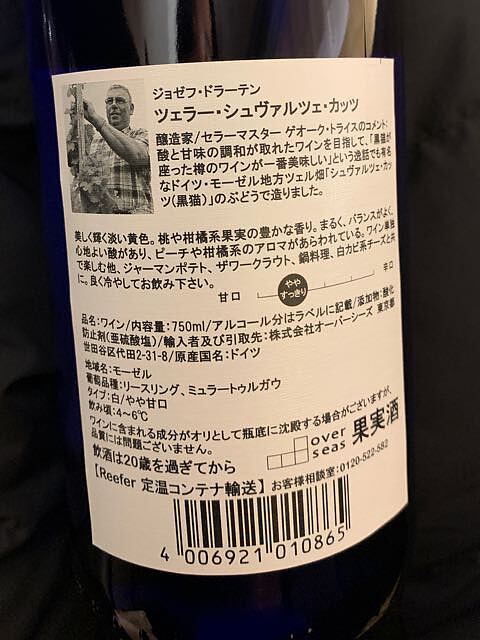 ジョゼフ・ドラーテン
ツェラー・シュヴァルツェ・カッツ
醸造家/セラーマスター ゲオーク・トライスのコメント:
酸と甘味の調和が取れたワインを目指して、「黒猫が
座った樽のワインが一番美味しい」という逸話でも有名
なドイツ・モーゼル地方ツェル畑「シュヴァルツェ・カッ
ツ(黒猫)」のぶどうで造りました。
美しく輝く淡い黄色。桃や柑橘系果実の豊かな香り。まるく、バランスがよく、
心地よい酸があり、ピーチや柑橘系のアロマがあらわれている。ワイン単独
で楽しむ他、ジャーマンポテト、ザワークラウト、鍋料理、白カビ系チーズと共
に。良く冷やしてお飲み下さい。
甘口 やや すっきり 辛口
品名:ワイン/内容量:750ml/アルコール分はラベルに記載/添加物:酸化
防止剤(亜硫酸塩)/輸入者及び引取先:株式会社オーバーシーズ 東京都
世田谷区代田2-31-8/原産国名:ドイツ
地域名:モーゼル
葡萄品種:リースリング、ミュラートゥルガウ
タイプ:白/やや甘口
飲み頃:4~6℃
ワインに含まれる成分がオリとして瓶底に沈殿する場合がございますが、
品質には問題ございません。
飲酒は20歳を過ぎてから
over seas 果実酒
【Reefer 定温コンテナ輸送】お客様相談室:0120-522-582
4 006921 010865